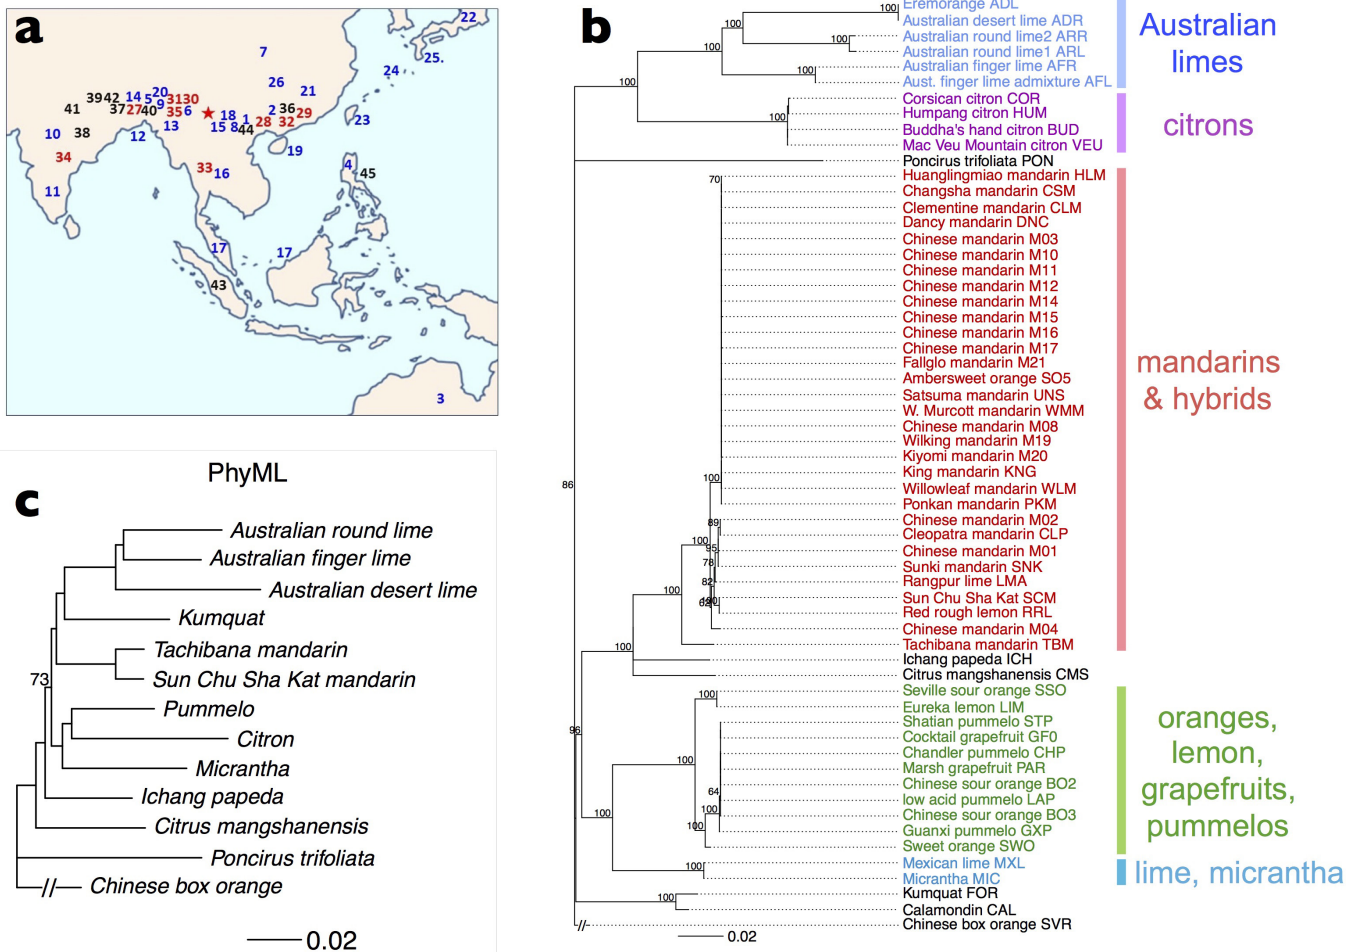 a
22
7
25.
24
26
21
39 42 14 5 20 31 30
41 37 27 40 9 35 6 18 2 36 29
1 28 32 23
10 38 12 13 15 8 44
19
34 33 16 4 45
11
17 17
43
3
PhyML
c
Australian round lime
Australian finger lime
Australian desert lime
Kumquat
Tachibana mandarin
Sun Chu Sha Kat mandarin
73
Pummelo
Citron
Micrantha
Ichang papeda
Citrus mangshanensis
Poncirus trifoliata
Chinese box orange
0.02
b
Eremorange ADL
100 Australian desert lime ADR
100 Australian round lime2 ARR
100 100 Australian round lime1 ARL
Australian finger lime AFR
100 100 Aust. finger lime admixture AFL
Australian
limes
Corsican citron COR
Humpang citron HUM
100 Buddha's hand citron BUD
Mac Veu Mountain citron VEU
citrons
Poncirus trifoliata PON
70 Huanglingmiao mandarin HLM
Changsha mandarin CSM
Clementine mandarin CLM
Dancy mandarin DNC
Chinese mandarin M03
Chinese mandarin M10
Chinese mandarin M11
Chinese mandarin M12
Chinese mandarin M14
Chinese mandarin M15
Chinese mandarin M16
Chinese mandarin M17
Fallglo mandarin M21
Ambersweet orange SO5
Satsuma mandarin UNS
W. Murcott mandarin WMM
Chinese mandarin M08
Wilking mandarin M19
Kiyomi mandarin M20
King mandarin KNG
86 100 Willowleaf mandarin WLM
Ponkan mandarin PKM
89 Chinese mandarin M02
Cleopatra mandarin CLP
100 95 Chinese mandarin M01
78 Sunki mandarin SNK
82 Rangpur lime LMA
100 Sun Chu Sha Kat SCM
Red rough lemon RRL
Chinese mandarin M04
100 Tachibana mandarin TBM
mandarins
& hybrids
Ichang papeda ICH
Citrus mangshanensis CMS
100 Seville sour orange SSO
Eureka lemon LIM
Shatian pummelo STP
96 Cocktail grapefruit GF0
Chandler pummelo CHP
100 Marsh grapefruit PAR
Chinese sour orange BO2
64 low acid pummelo LAP
100 100 Chinese sour orange BO3
100 Guanxi pummelo GXP
Sweet orange SWO
oranges,
lemon,
grapefruits,
pummelos
100 Mexican lime MXL
Micrantha MIC
lime, micrantha
100 Kumquat FOR
Calamondin CAL
Chinese box orange SVR
0.02